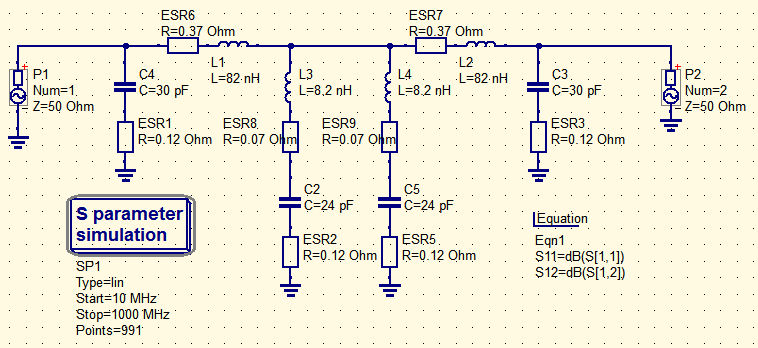 ESR6
R=0.37 Ohm
L1
L=82 nH
ESR7
R=0.37 Ohm
L2
L=82 nH
P1
Num=1
Z=50 Ohm
C4
C=30 pF
L3
L=8.2 nH
L4
L=8.2 nH
C3
C=30 pF
P2
Num=2
Z=50 Ohm
ESR1
R=0.12 Ohm
ESR8
R=0.07 Ohm
ESR9
R=0.07 Ohm
ESR3
R=0.12 Ohm
C2
C=24 pF
C5
C=24 pF
ESR2
R=0.12 Ohm
ESR5
R=0.12 Ohm
S parameter
simulation
SP1
Type=lin
Start=10 MHz
Stop=1000 MHz
Points=991
Equation
Eqn1
S11=dB(S[1,1])
S12=dB(S[1,2])